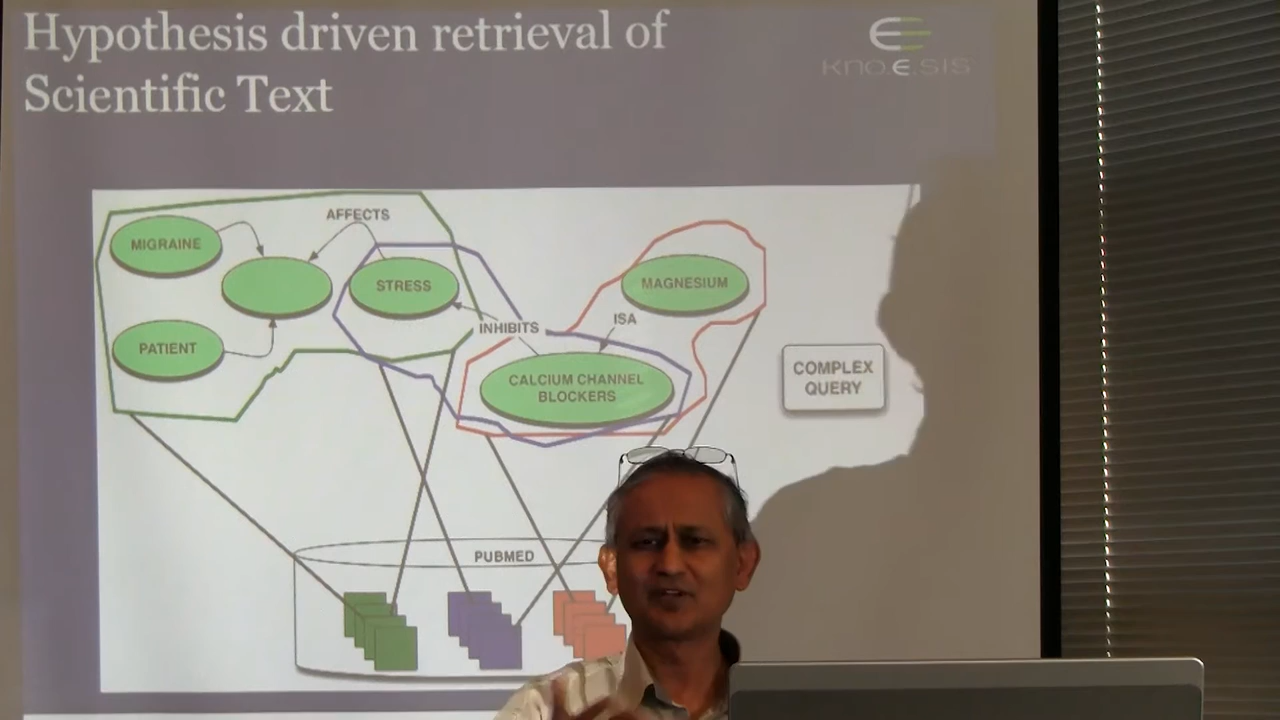 Hypothesis driven retrieval of
Scientific Text
kno.e.sis
AFFECTS
MIGRAINE
STRESS
MAGNESIUM
PATIENT
INHIBITS
ISA
CALCIUM CHANNEL
BLOCKERS
COMPLEX
QUERY
PUBMED